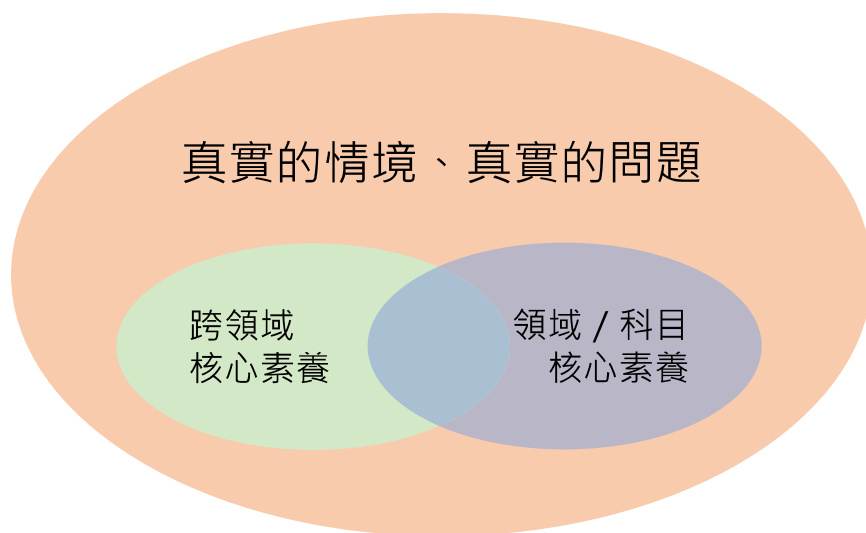 真實的情境、真實的問題
跨領域
核心素養
領域 / 科目
核心素養